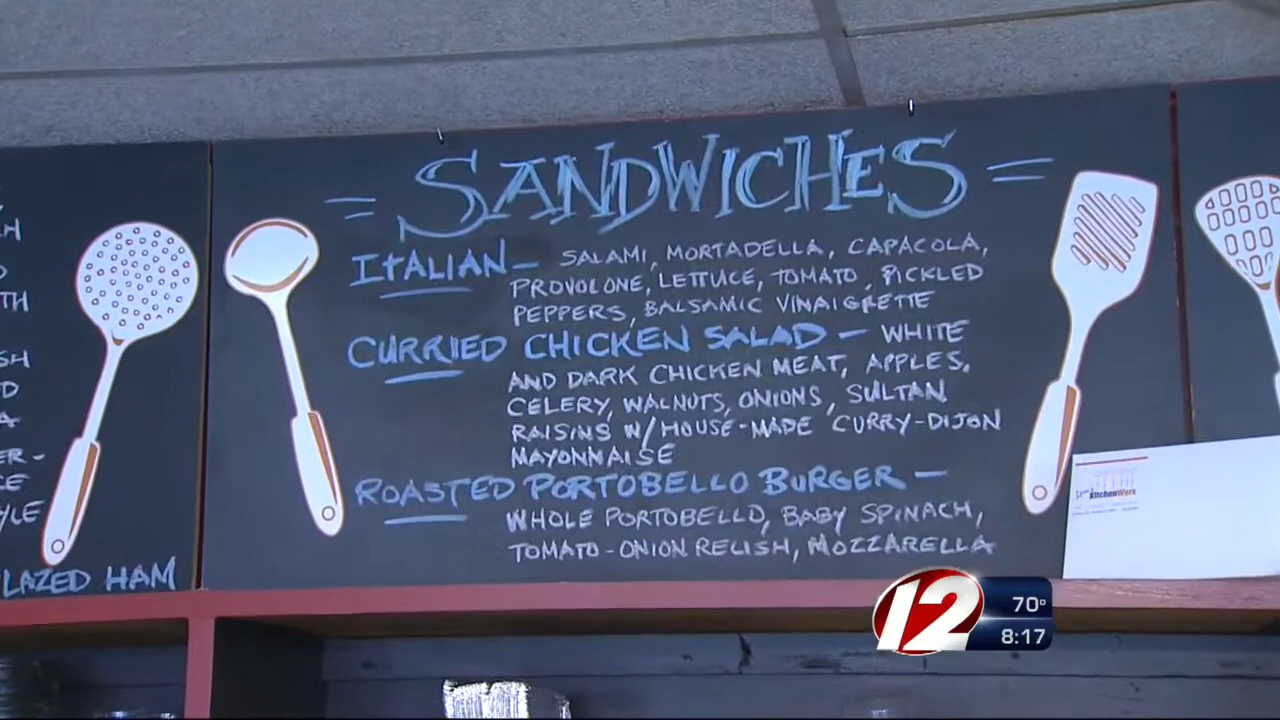 = SANDWICHES =
ITALIAN - SALAMI, MORTADELLA, CAPACOLA,
PROVOLONE, LETTUCE, TOMATO, PICKLED
PEPPERS, BALSAMIC VINAIGRETTE
CURRIED CHICKEN SALAD - WHITE
AND DARK CHICKEN MEAT, APPLES,
CELERY, WALNUTS, ONIONS, SULTAN
RAISINS W/HOUSE-MADE CURRY-DIJON
MAYONNAISE
ROASTED PORTOBELLO BURGER -
WHOLE PORTOBELLO, BABY SPINACH,
TOMATO-ONION RELISH, MOZZARELLA
LAZED HAM
KitchenWorx
12
70°
8:17